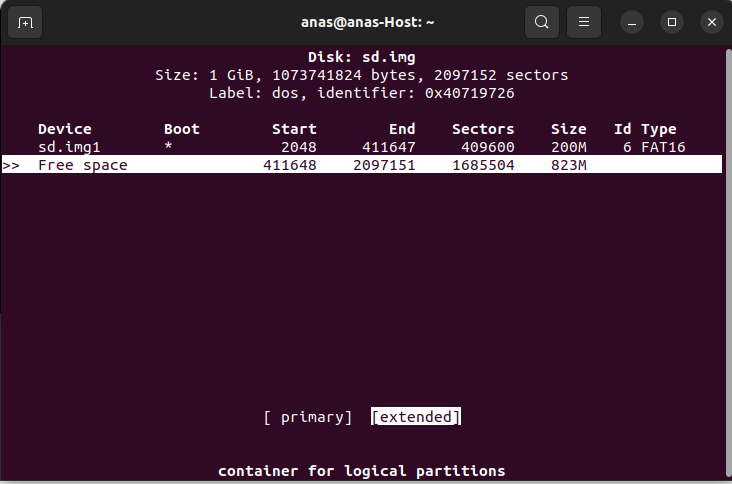 anas@anas-Host: ~
Disk: sd.img
Size: 1 GiB, 1073741824 bytes, 2097152 sectors
Label: dos, identifier: 0x40719726
Device Boot Start End Sectors Size Id Type
sd.img1 * 2048 411647 409600 200M 6 FAT16
>> Free space 411648 2097151 1685504 823M
[ primary] [extended]
container for logical partitions